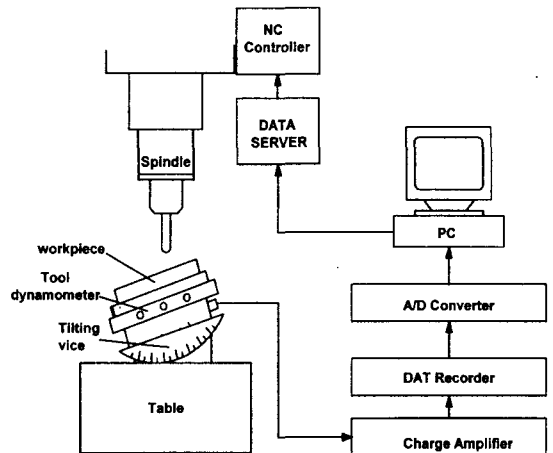 NC
Controller
DATA
SERVER
Spindle
PC
workpiece
Tool
dynamometer
Tilting
vice
A/D Converter
DAT Recorder
Table
Charge Amplifier